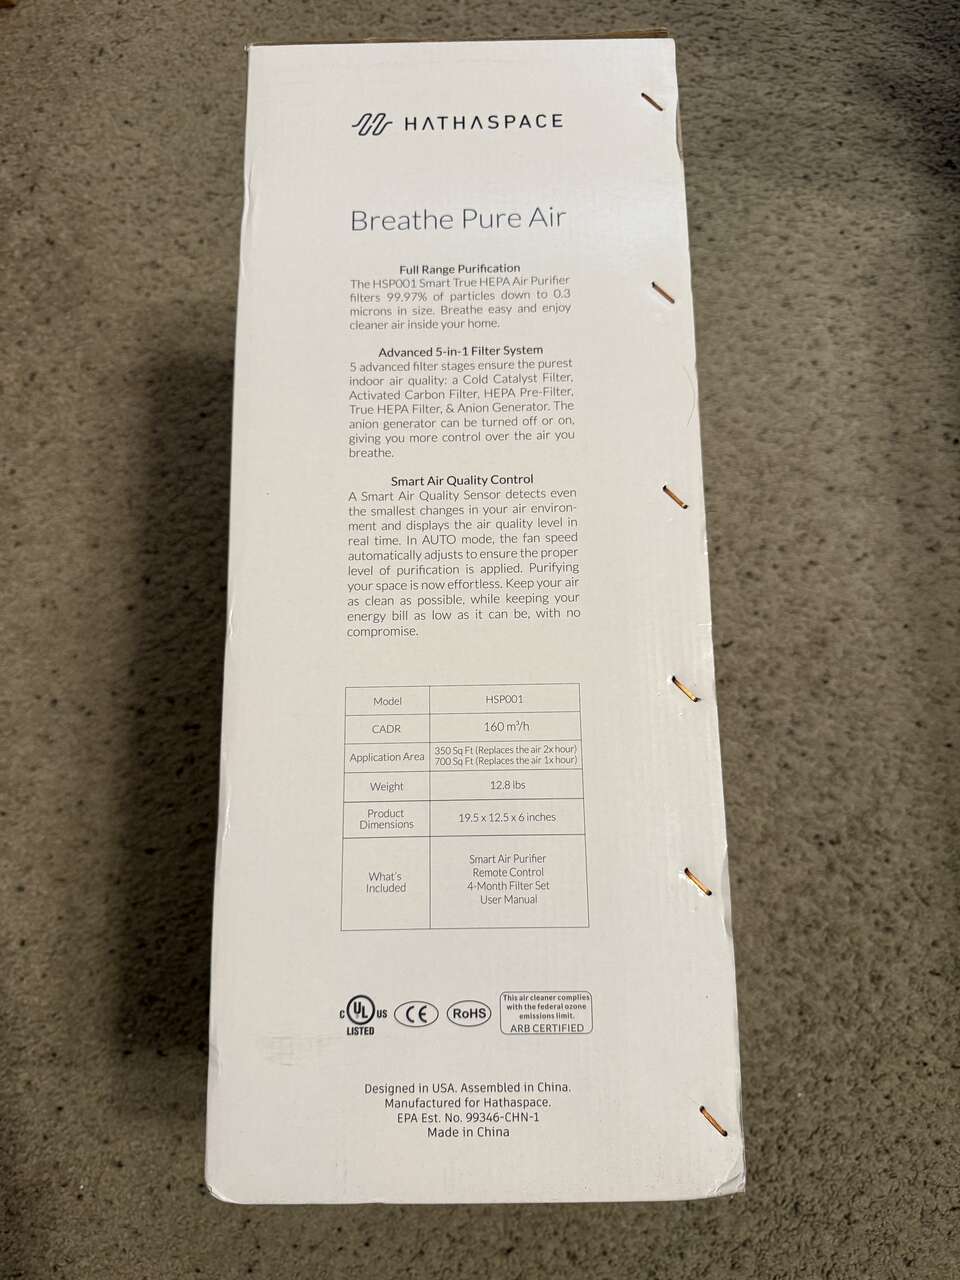 HATHASPACE
Breathe Pure Air
Full Range Purification
The HSP001 Smart True HEPA Air Purifier
filters 99.97% of particles down to 0.3
microns in size. Breathe easy and enjoy
cleaner air inside your home.
Advanced 5-in-1 Filter System
5 advanced filter stages ensure the purest
indoor air quality: a Cold Catalyst Filter,
Activated Carbon Filter, HEPA Pre-Filter,
True HEPA Filter, & Anion Generator. The
anion generator can be turned off or on,
giving you more control over the air you
breathe.
Smart Air Quality Control
A Smart Air Quality Sensor detects even
the smallest changes in your air environ-
ment and displays the air quality level in
real time. In AUTO mode, the fan speed
automatically adjusts to ensure the proper
level of purification is applied. Purifying
your space is now effortless. Keep your air
as clean as possible, while keeping your
energy bill as low as it can be, with no
compromise.
Model HSP001
CADR 160 m³/h
Application Area 350 Sq Ft (Replaces the air 2x hour)
700 Sq Ft (Replaces the air 1x hour)
Weight 12.8 lbs
Product
Dimensions 19.5 x 12.5 x 6 inches
What's
Included
Smart Air Purifier
Remote Control
4-Month Filter Set
User Manual
C UL US
LISTED
CE
RoHS
This air cleaner complies
with the federal ozone
emissions limit.
ARB CERTIFIED
Designed in USA. Assembled in China.
Manufactured for Hathaspace.
EPA Est. No. 99346-CHN-1
Made in China